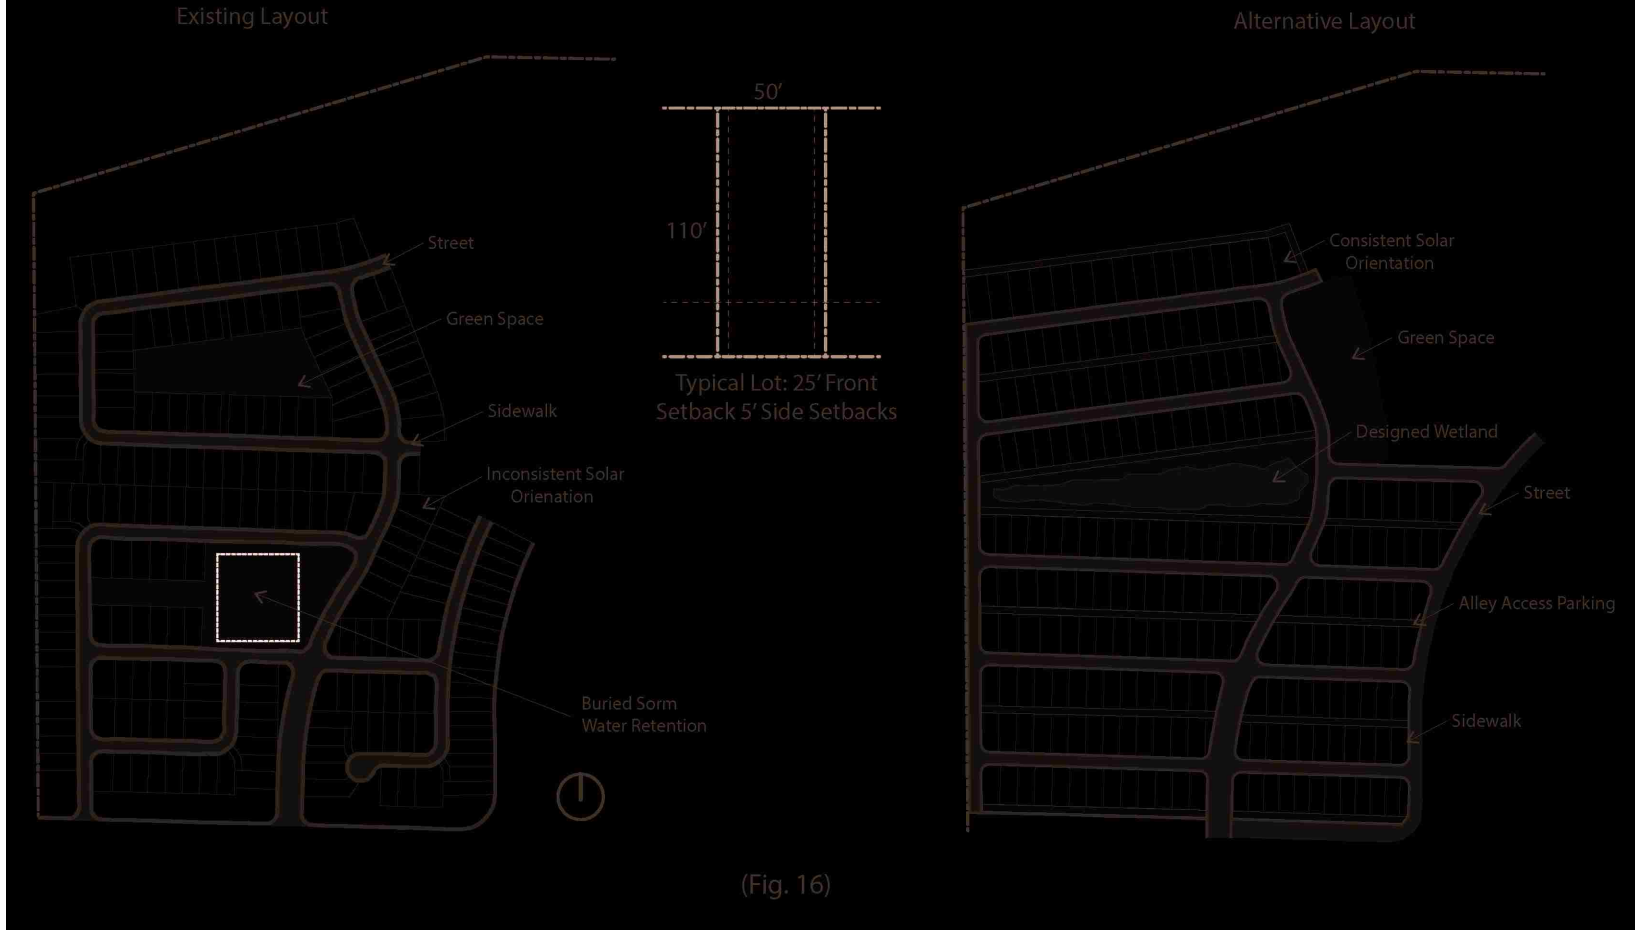 Existing Layout
Alternative Layout
50’
110’
Typical Lot: 25’ Front
Setback 5’ Side Setbacks
Street
Green Space
Sidewalk
Inconsistent Solar
Orienation
Buried Sorm
Water Retention
Consistent Solar
Orientation
Green Space
Designed Wetland
Street
Alley Access Parking
Sidewalk
(Fig. 16)